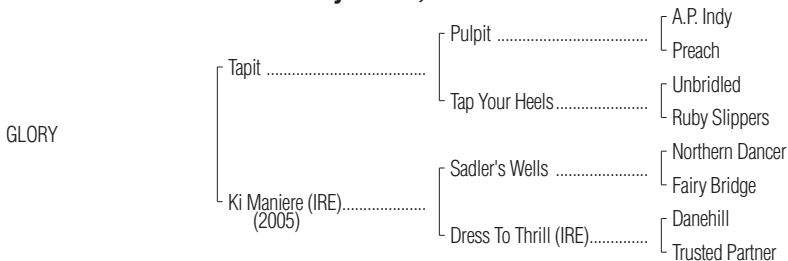 A.P. Indy
Pulpit
Preach
Tapit
Unbridled
Tap Your Heels
Ruby Slippers
GLORY
Northern Dancer
Sadler's Wells
Fairy Bridge
Ki Maniere (IRE)
(2005)
Danehill
Dress To Thrill (IRE)
Trusted Partner